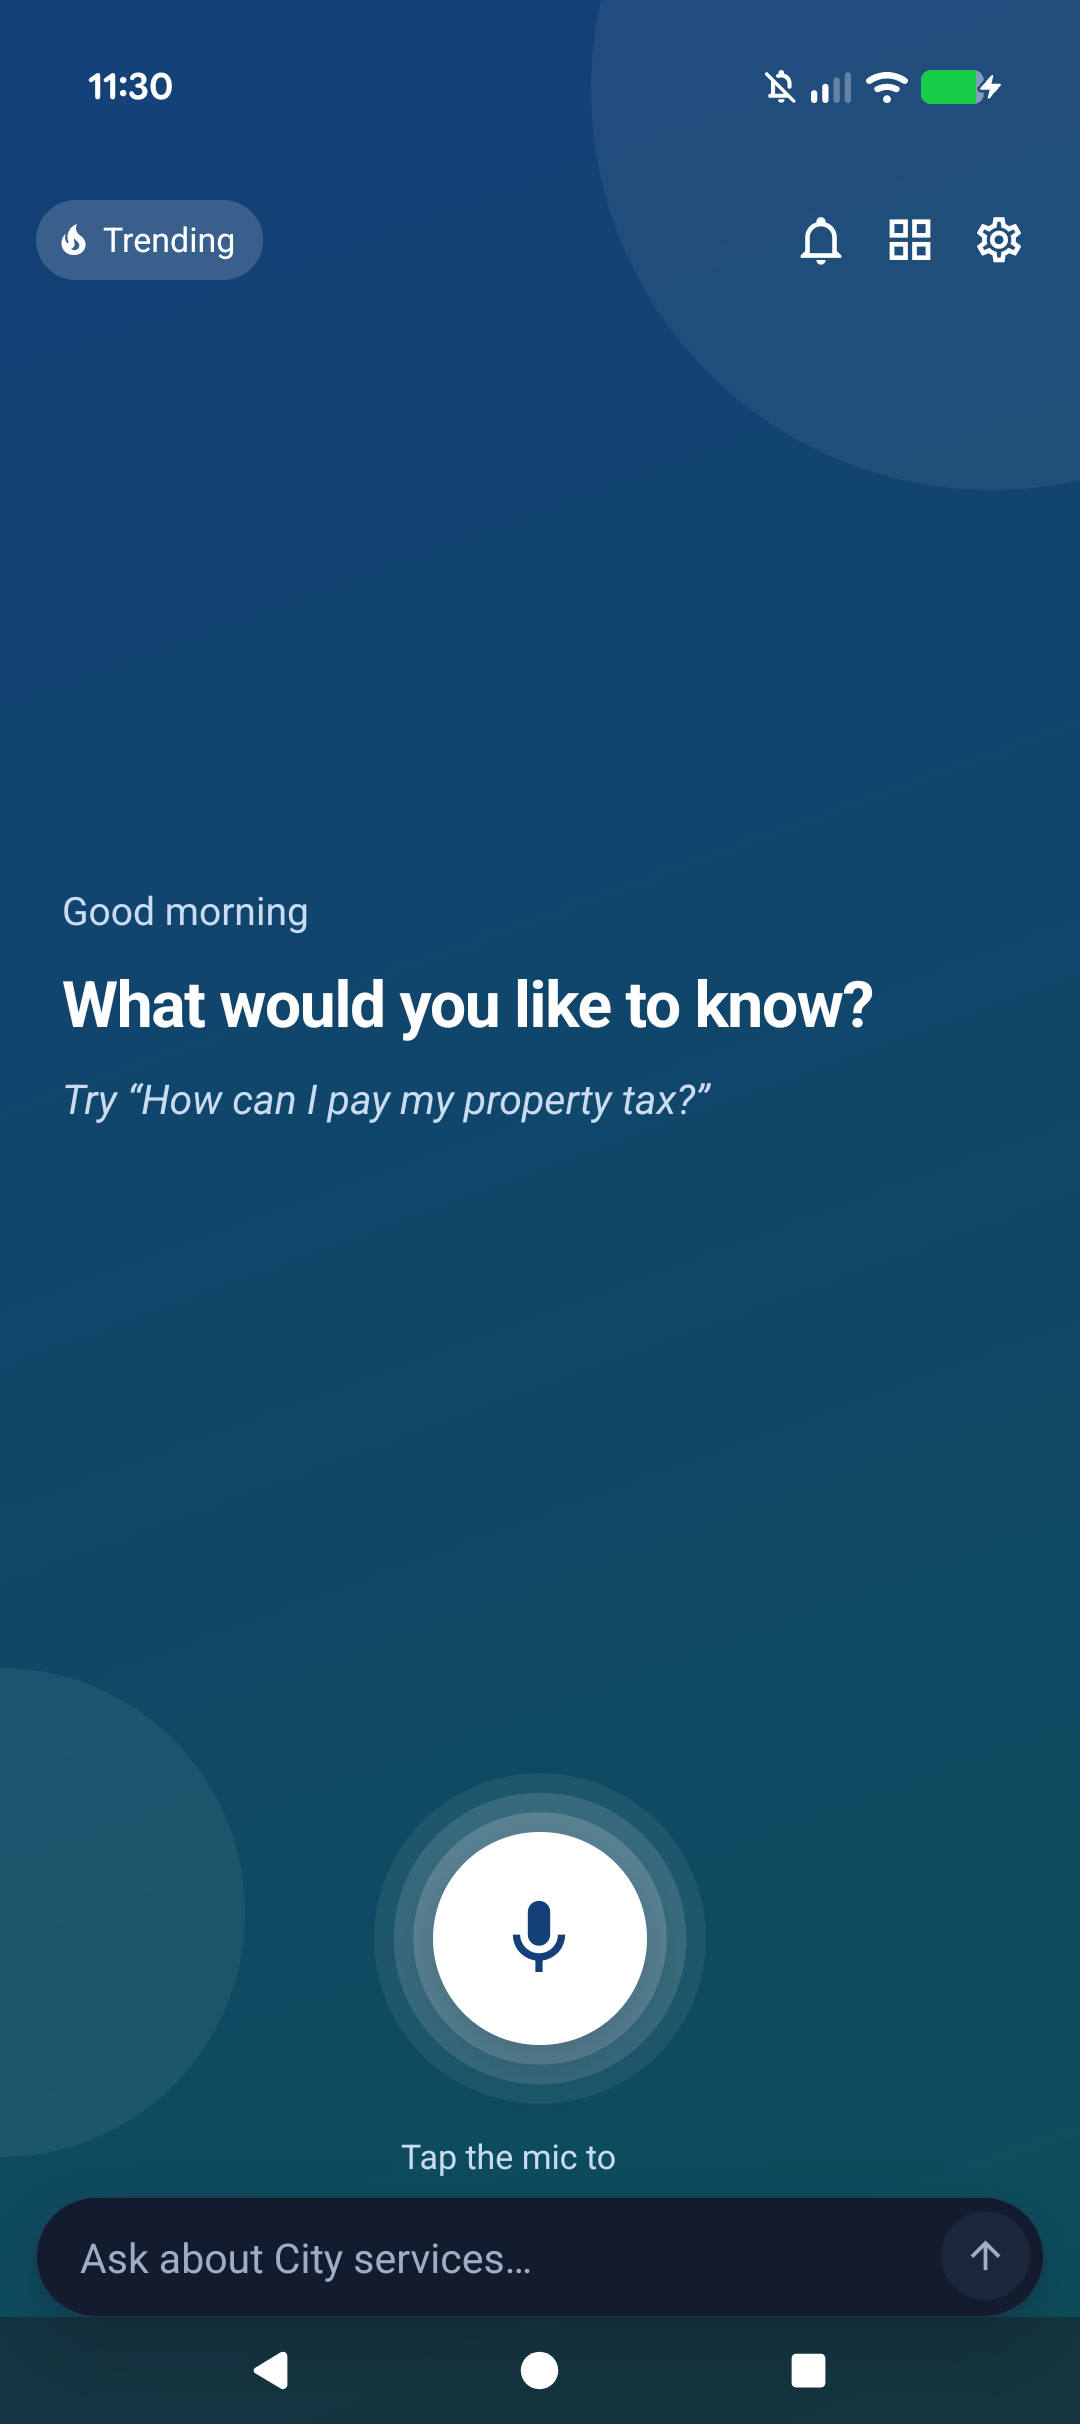 11:30
Trending
Good morning
What would you like to know?
Try “How can I pay my property tax?”
Tap the mic to
Ask about City services...